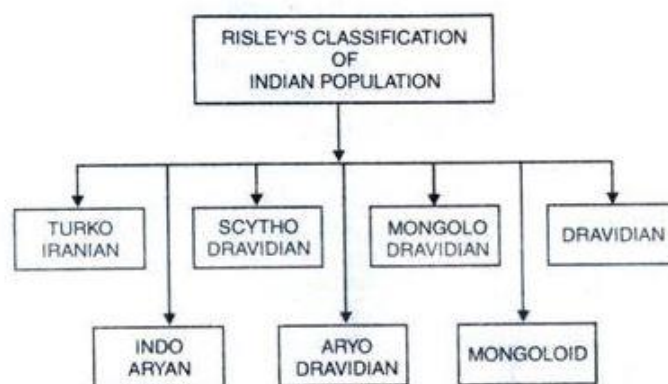 RISLEY'S CLASSIFICATION
OF
INDIAN POPULATION
TURKO
IRANIAN
SCYTHO
DRAVIDIAN
MONGOLO
DRAVIDIAN
DRAVIDIAN
INDO
ARYAN
ARYO
DRAVIDIAN
MONGOLOID